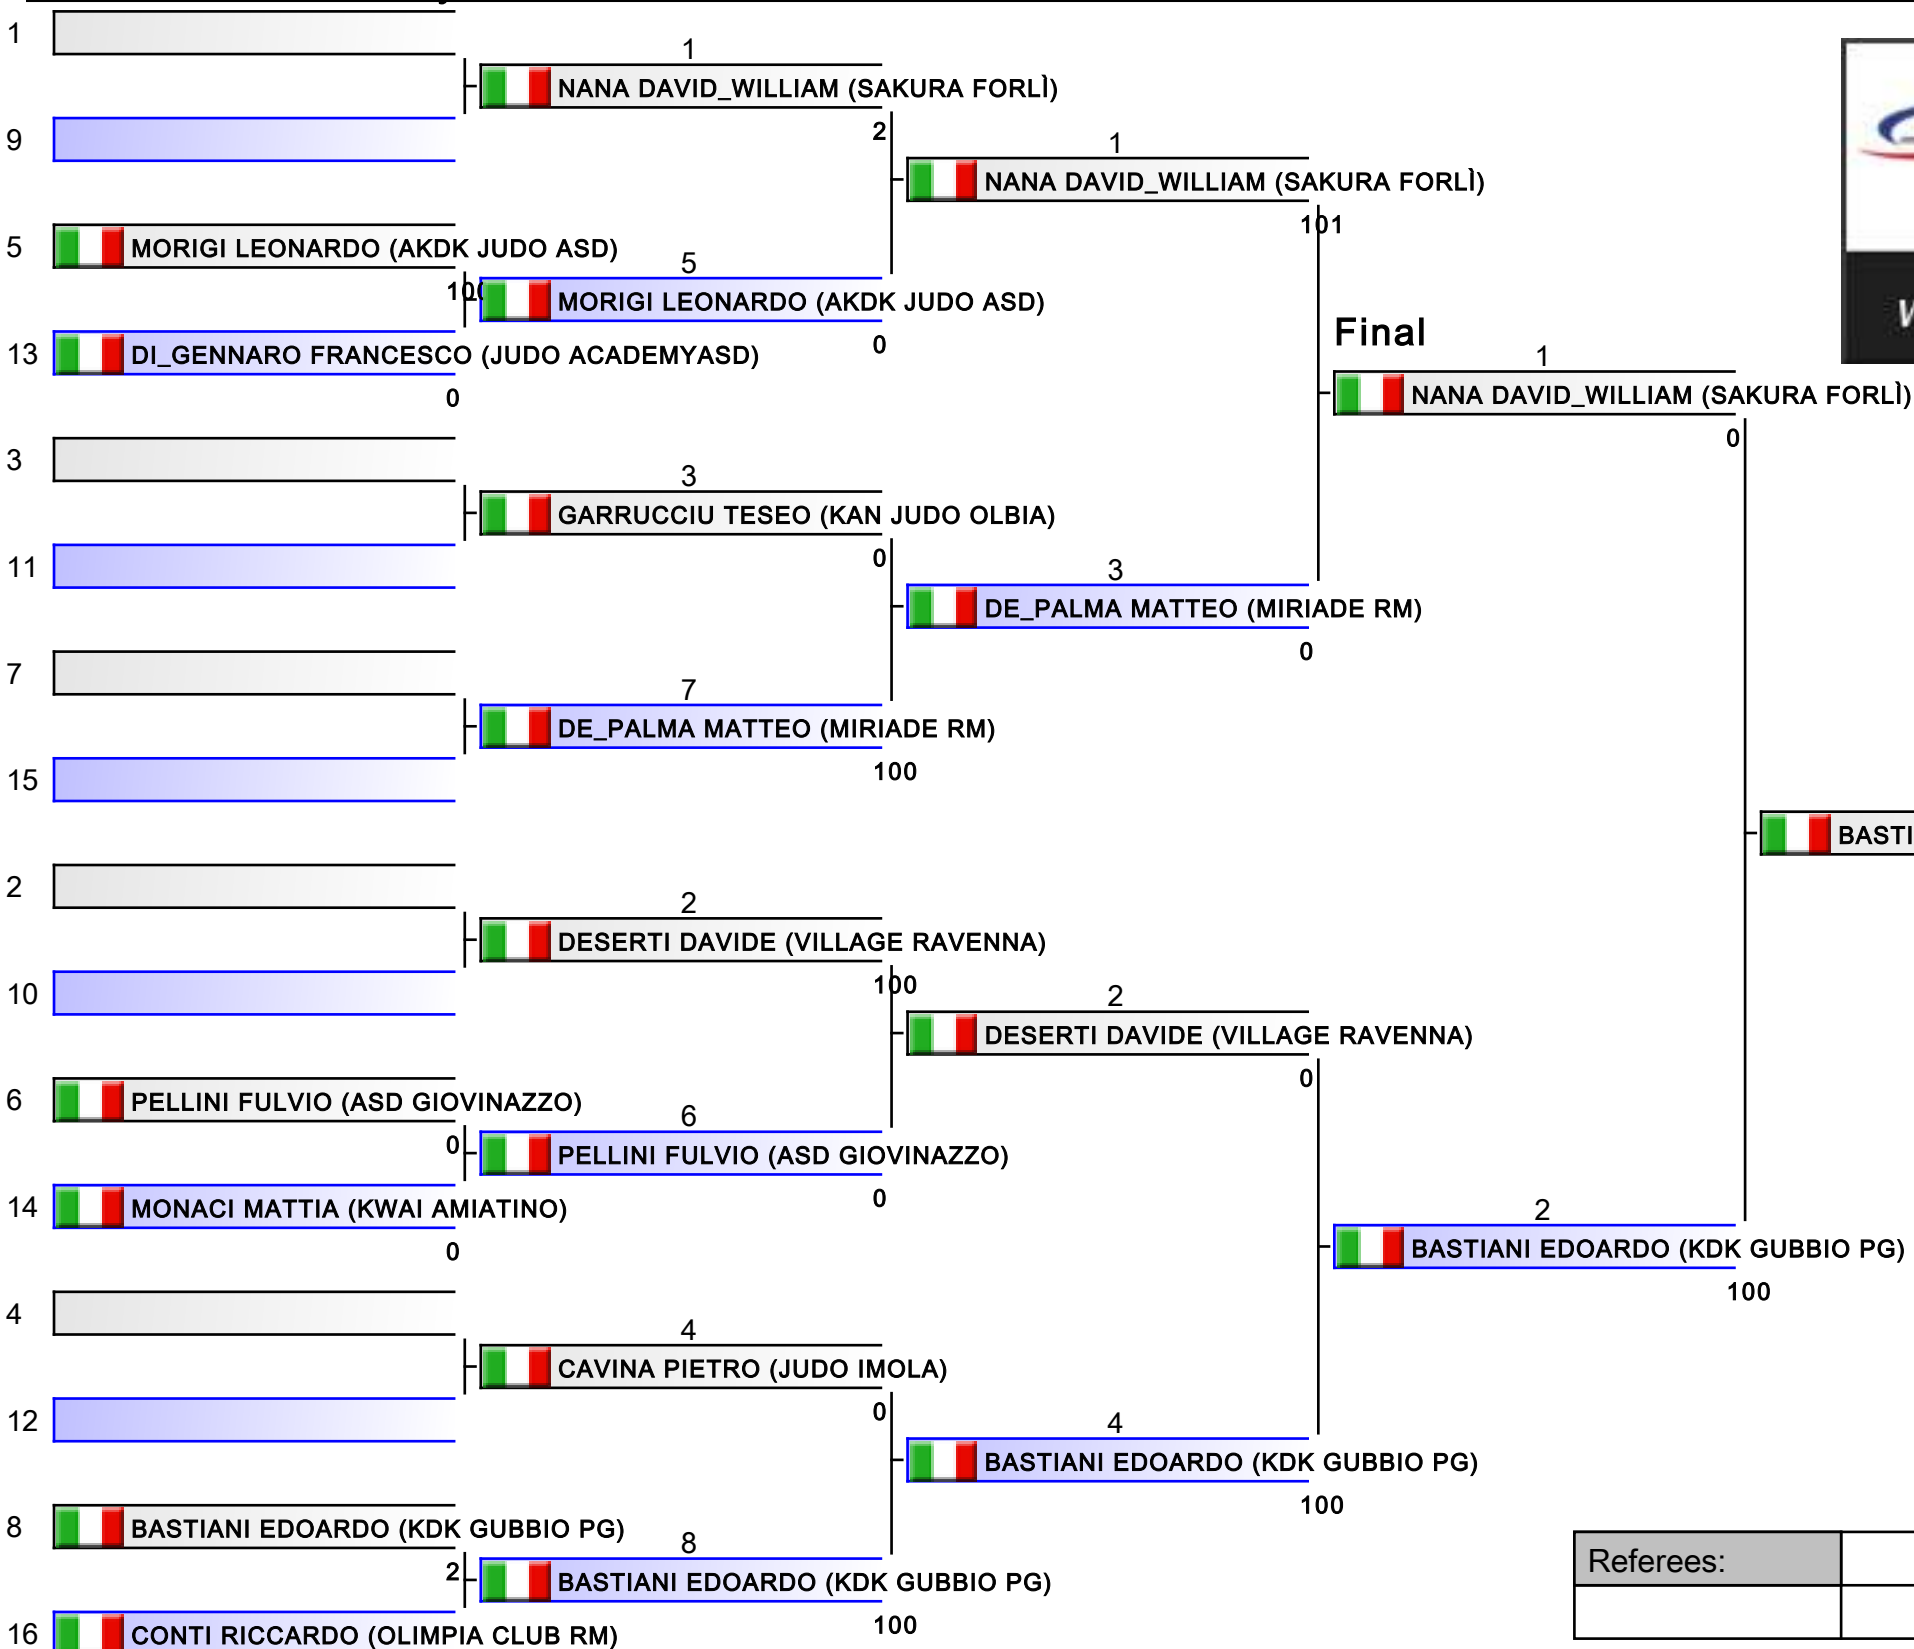 1
1
NANA DAVID_WILLIAM (SAKURA FORLÌ)
2
9
1
NANA DAVID_WILLIAM (SAKURA FORLÌ)
101
5
MORIGI LEONARDO (AKDK JUDO ASD)
5
MORIGI LEONARDO (AKDK JUDO ASD)
0
13
DI_GENNARO FRANCESCO (JUDO ACADEMYASD)
0
Final
1
NANA DAVID_WILLIAM (SAKURA FORLÌ)
0
3
3
GARRUCCIU TESEO (KAN JUDO OLBIA)
0
11
3
DE_PALMA MATTEO (MIRIADE RM)
0
7
7
DE_PALMA MATTEO (MIRIADE RM)
100
15
BASTI
2
2
DESERTI DAVIDE (VILLAGE RAVENNA)
100
10
2
DESERTI DAVIDE (VILLAGE RAVENNA)
0
6
PELLINI FULVIO (ASD GIOVINAZZO)
0
6
PELLINI FULVIO (ASD GIOVINAZZO)
0
14
MONACI MATTIA (KWAI AMIATINO)
0
2
BASTIANI EDOARDO (KDK GUBBIO PG)
100
4
4
CAVINA PIETRO (JUDO IMOLA)
0
12
4
BASTIANI EDOARDO (KDK GUBBIO PG)
100
8
BASTIANI EDOARDO (KDK GUBBIO PG)
2
8
BASTIANI EDOARDO (KDK GUBBIO PG)
100
16
CONTI RICCARDO (OLIMPIA CLUB RM)
Referees: